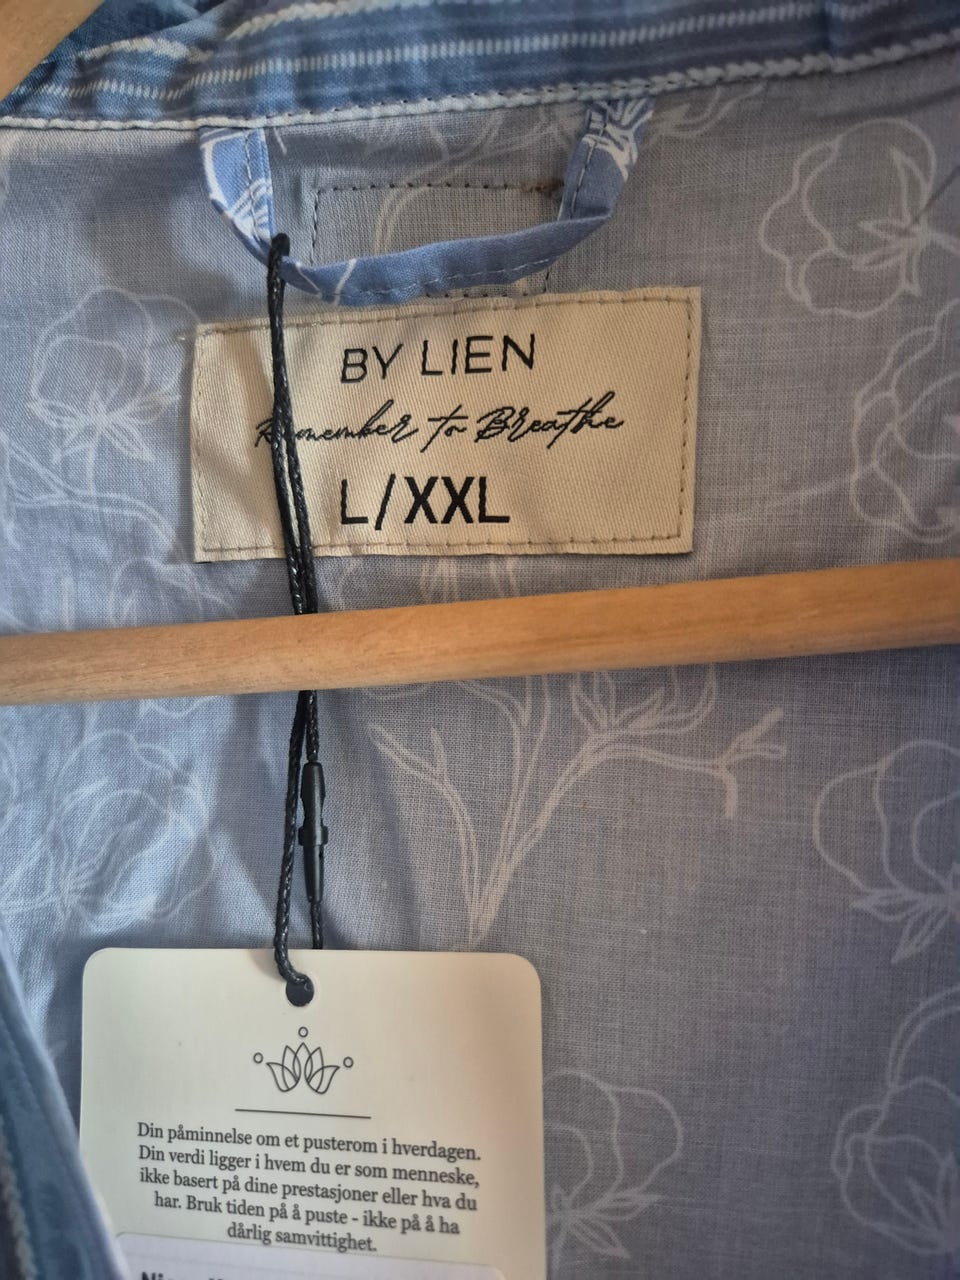 BY LIEN
Remember to Breathe
L/XXL
Din påminnelse om et pusterom i hverdagen.
Din verdi ligger i hvem du er som menneske,
ikke basert på dine prestasjoner eller hva du
har. Bruk tiden på å puste - ikke på å ha
dårlig samvittighet.